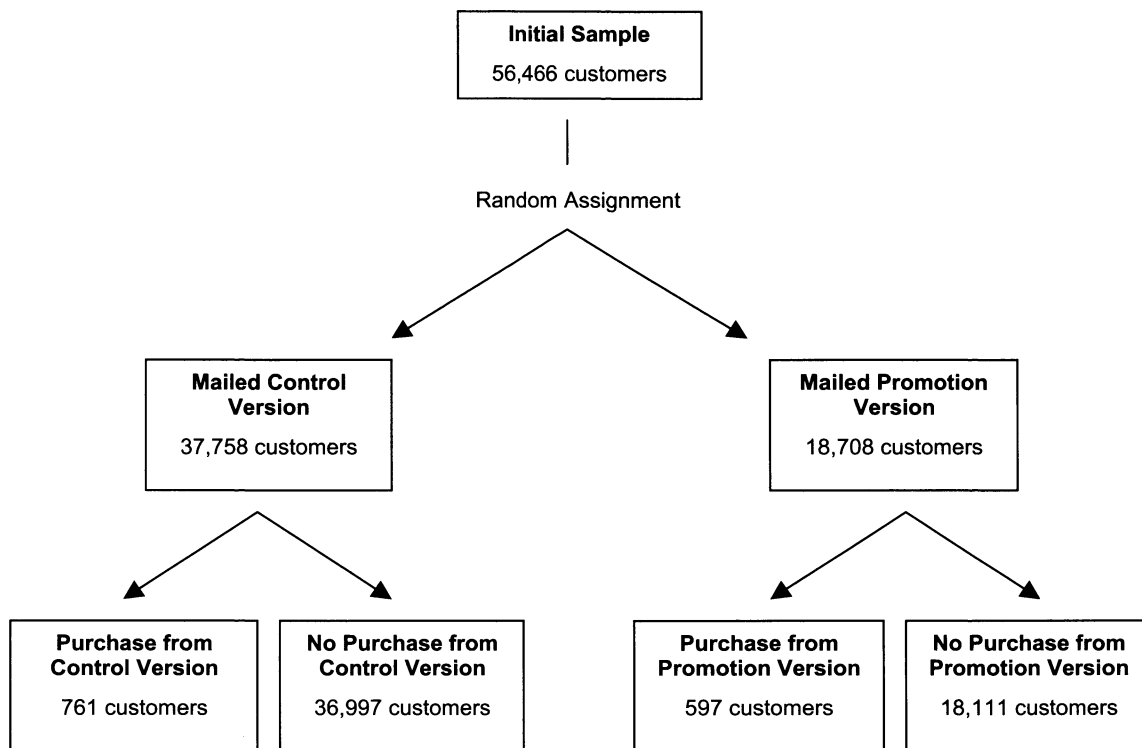 Initial Sample
56,466 customers
Random Assignment
Mailed Control
Version
37,758 customers
Mailed Promotion
Version
18,708 customers
Purchase from
Control Version
761 customers
No Purchase from
Control Version
36,997 customers
Purchase from
Promotion Version
597 customers
No Purchase from
Promotion Version
18,111 customers